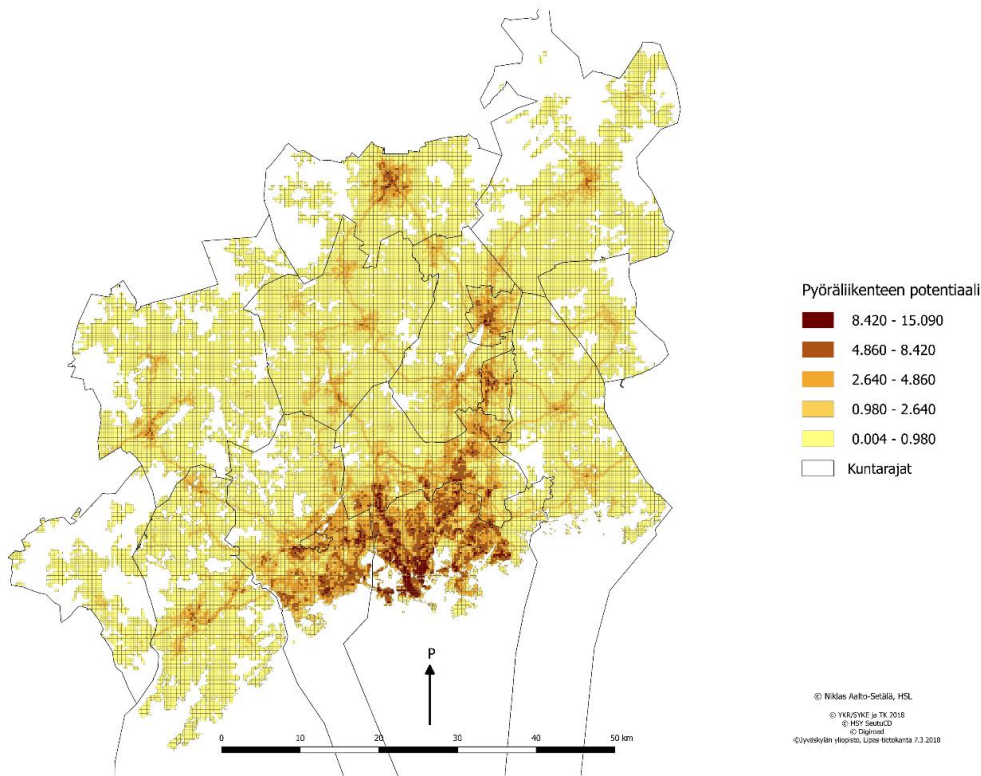 Pyöräliikenteen potentiaali
8.420 - 15.090
4.860 - 8.420
2.640 - 4.860
0.980 - 2.640
0.004 - 0.980
Kuntarajat
P
0 10 20 30 40 50 km
© Niklas Aalto-Setälä, HSL
© YKR/SYKE ja TK 2018
© HSY SeutuCD
© Digiroad
©Jyväskylän yliopisto, Lipas-tietokanta 7.3.2018